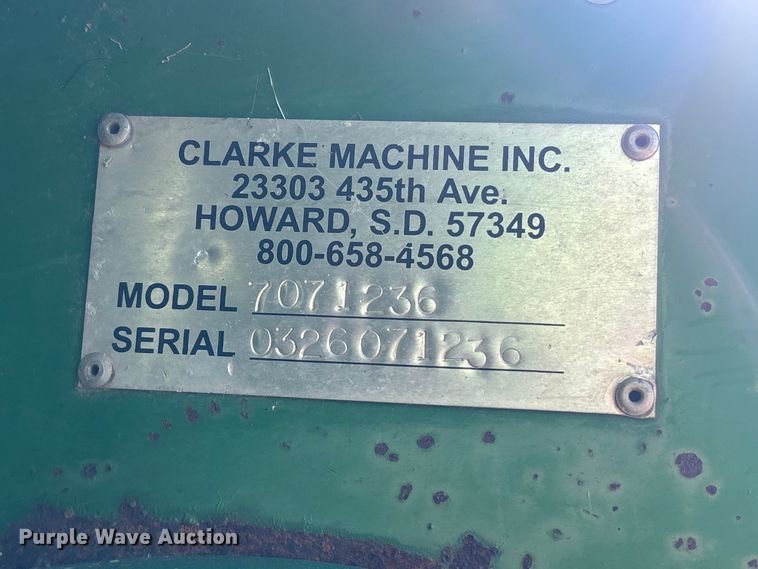 CLARKE MACHINE INC.
23303 435th Ave.
HOWARD, S.D. 57349
800-658-4568
MODEL 7071236
SERIAL 0326071236
Purple Wave Auction